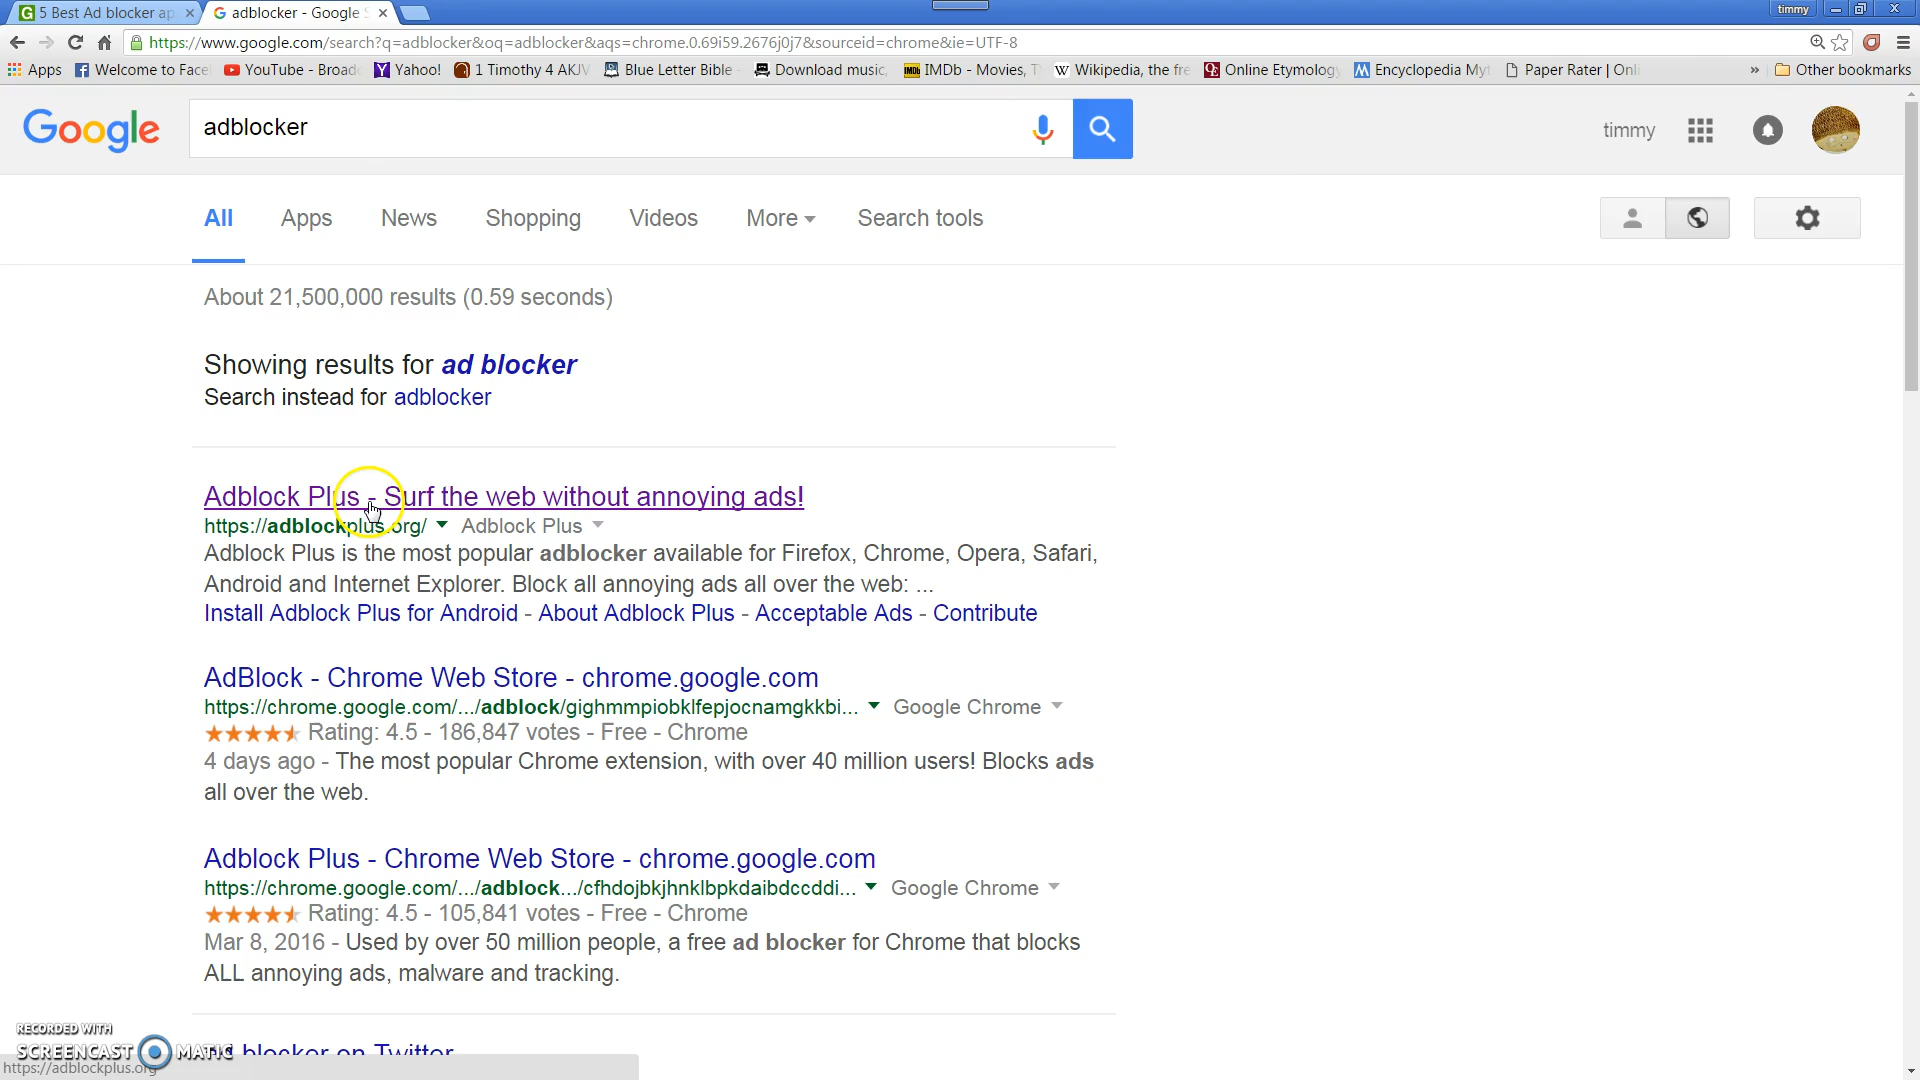 5 Best Ad blocker ap
adblocker - Google S
timmy
https://www.google.com/search?q=adblocker&oq=adblocker&aqs=chrome.0.69i59.2676j0j7&sourceid=chrome&ie=UTF-8
Apps
Welcome to Face
YouTube - Broad
Yahoo!
1 Timothy 4 AKJV
Blue Letter Bible -
Download music,
IMDb - Movies, T
Wikipedia, the fre
Online Etymology
Encyclopedia Myt
Paper Rater | Onli
»
Other bookmarks
Google
adblocker
timmy
All
Apps
News
Shopping
Videos
More
Search tools
About 21,500,000 results (0.59 seconds)
Showing results for ad blocker
Search instead for adblocker
Adblock Plus - Surf the web without annoying ads!
https://adblockplus.org/ Adblock Plus
Adblock Plus is the most popular adblocker available for Firefox, Chrome, Opera, Safari,
Android and Internet Explorer. Block all annoying ads all over the web: ...
Install Adblock Plus for Android - About Adblock Plus - Acceptable Ads - Contribute
AdBlock - Chrome Web Store - chrome.google.com
https://chrome.google.com/.../adblock/gighmmpiobklfepjocnamgkkbi... Google Chrome
Rating: 4.5 - 186,847 votes - Free - Chrome
4 days ago - The most popular Chrome extension, with over 40 million users! Blocks ads
all over the web.
Adblock Plus - Chrome Web Store - chrome.google.com
https://chrome.google.com/.../adblock.../cfhdojbkjhnklbpkdaibdccddi... Google Chrome
Rating: 4.5 - 105,841 votes - Free - Chrome
Mar 8, 2016 - Used by over 50 million people, a free ad blocker for Chrome that blocks
ALL annoying ads, malware and tracking.
RECORDED WITH
SCREENCAST MATIC
blocker on Twitter
https://adblockplus.org